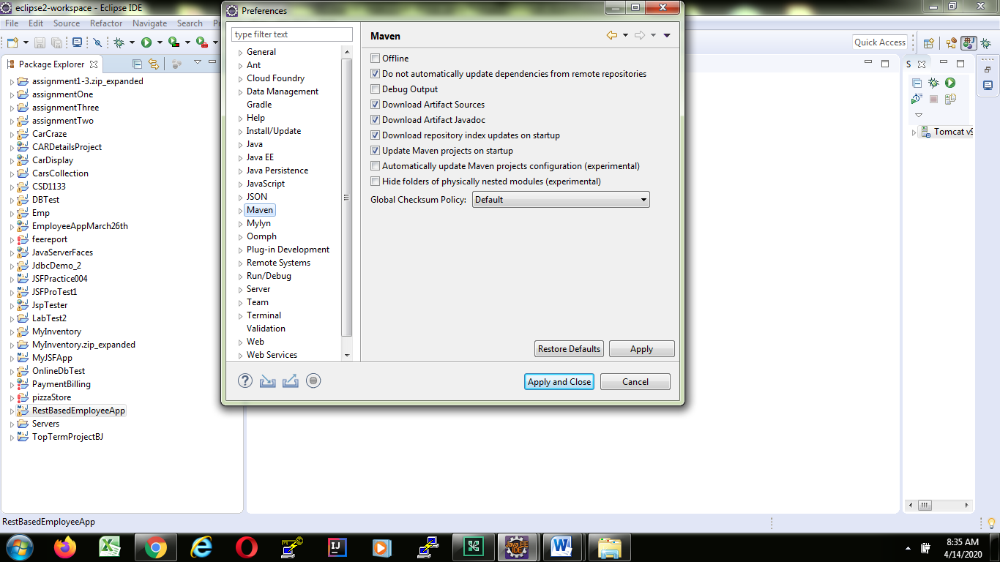 eclipse2-workspace - Eclipse IDE
File Edit Source Refactor Navigate Search
Quick Access
Package Explorer
assignment1-3.zip_expanded
assignmentOne
assignmentThree
assignmentTwo
CarCraze
CARDetailsProject
CarDisplay
CarsCollection
CSD1133
DBTest
Emp
EmployeeAppMarch26th
feereport
JavaServerFaces
JdbcDemo_2
JSFPractice004
JSFProTest1
JspTester
LabTest2
MyInventory
MyInventory.zip_expanded
MyJSFApp
OnlineDbTest
PaymentBilling
pizzaStore
RestBasedEmployeeApp
Servers
TopTermProjectBJ
Preferences
type filter text
General
Ant
Cloud Foundry
Data Management
Gradle
Help
Install/Update
Java
Java EE
Java Persistence
JavaScript
JSON
Maven
Mylyn
Oomph
Plug-in Development
Remote Systems
Run/Debug
Server
Team
Terminal
Validation
Web
Web Services
Maven
Offline
Do not automatically update dependencies from remote repositories
Debug Output
Download Artifact Sources
Download Artifact Javadoc
Download repository index updates on startup
Update Maven projects on startup
Automatically update Maven projects configuration (experimental)
Hide folders of physically nested modules (experimental)
Global Checksum Policy: Default
Restore Defaults Apply
Apply and Close Cancel
S
Tomcat v9
RestBasedEmployeeApp
Java EE
IDE
8:35 AM
4/14/2020